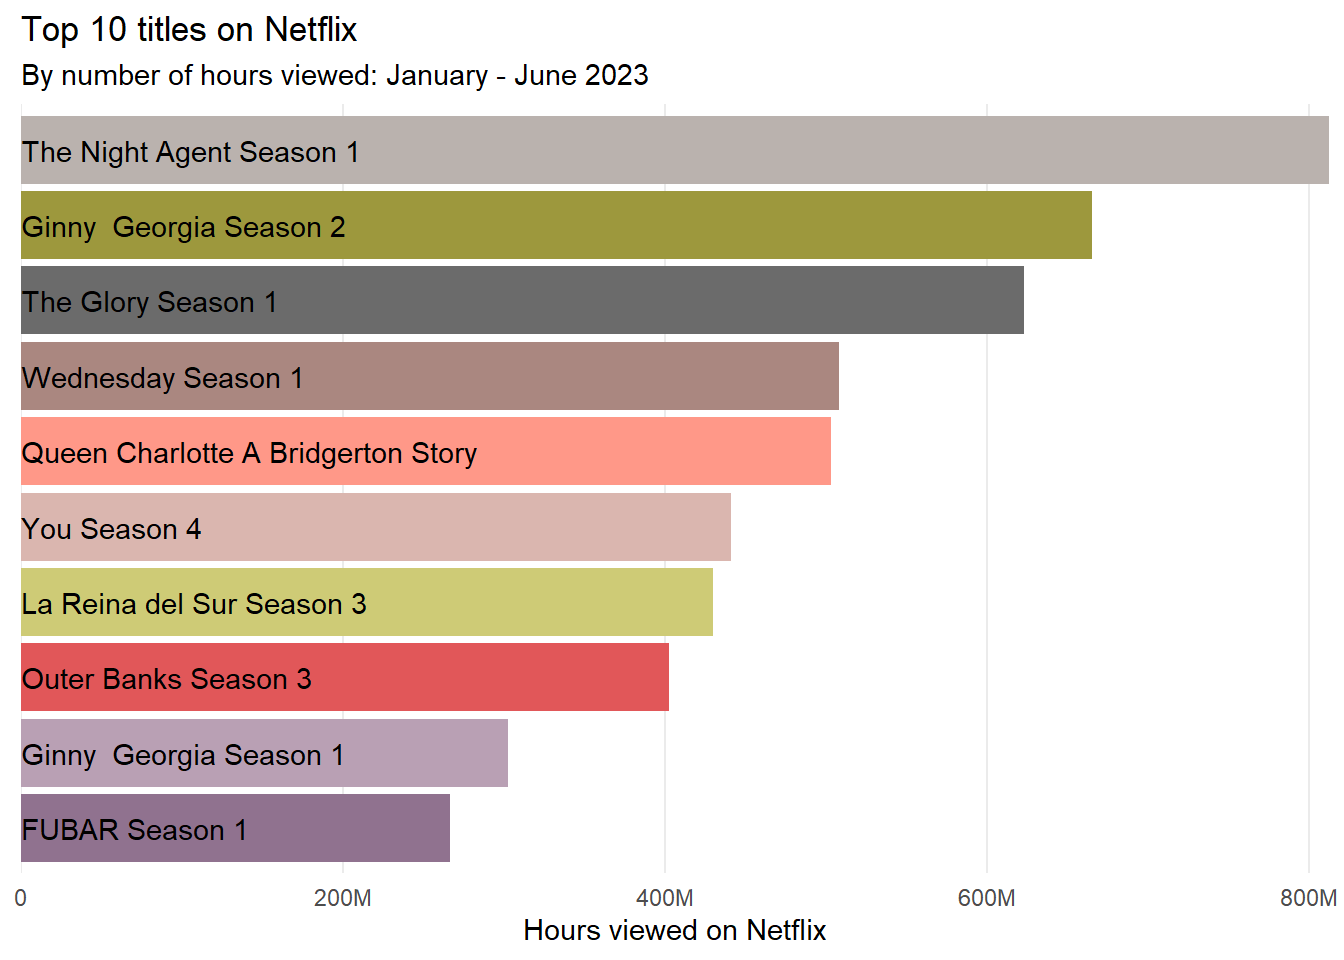 Top 10 titles on Netflix
By number of hours viewed: January - June 2023
The Night Agent Season 1
Ginny  Georgia Season 2
The Glory Season 1
Wednesday Season 1
Queen Charlotte A Bridgerton Story
You Season 4
La Reina del Sur Season 3
Outer Banks Season 3
Ginny  Georgia Season 1
FUBAR Season 1
0 200M 400M 600M 800M
Hours viewed on Netflix